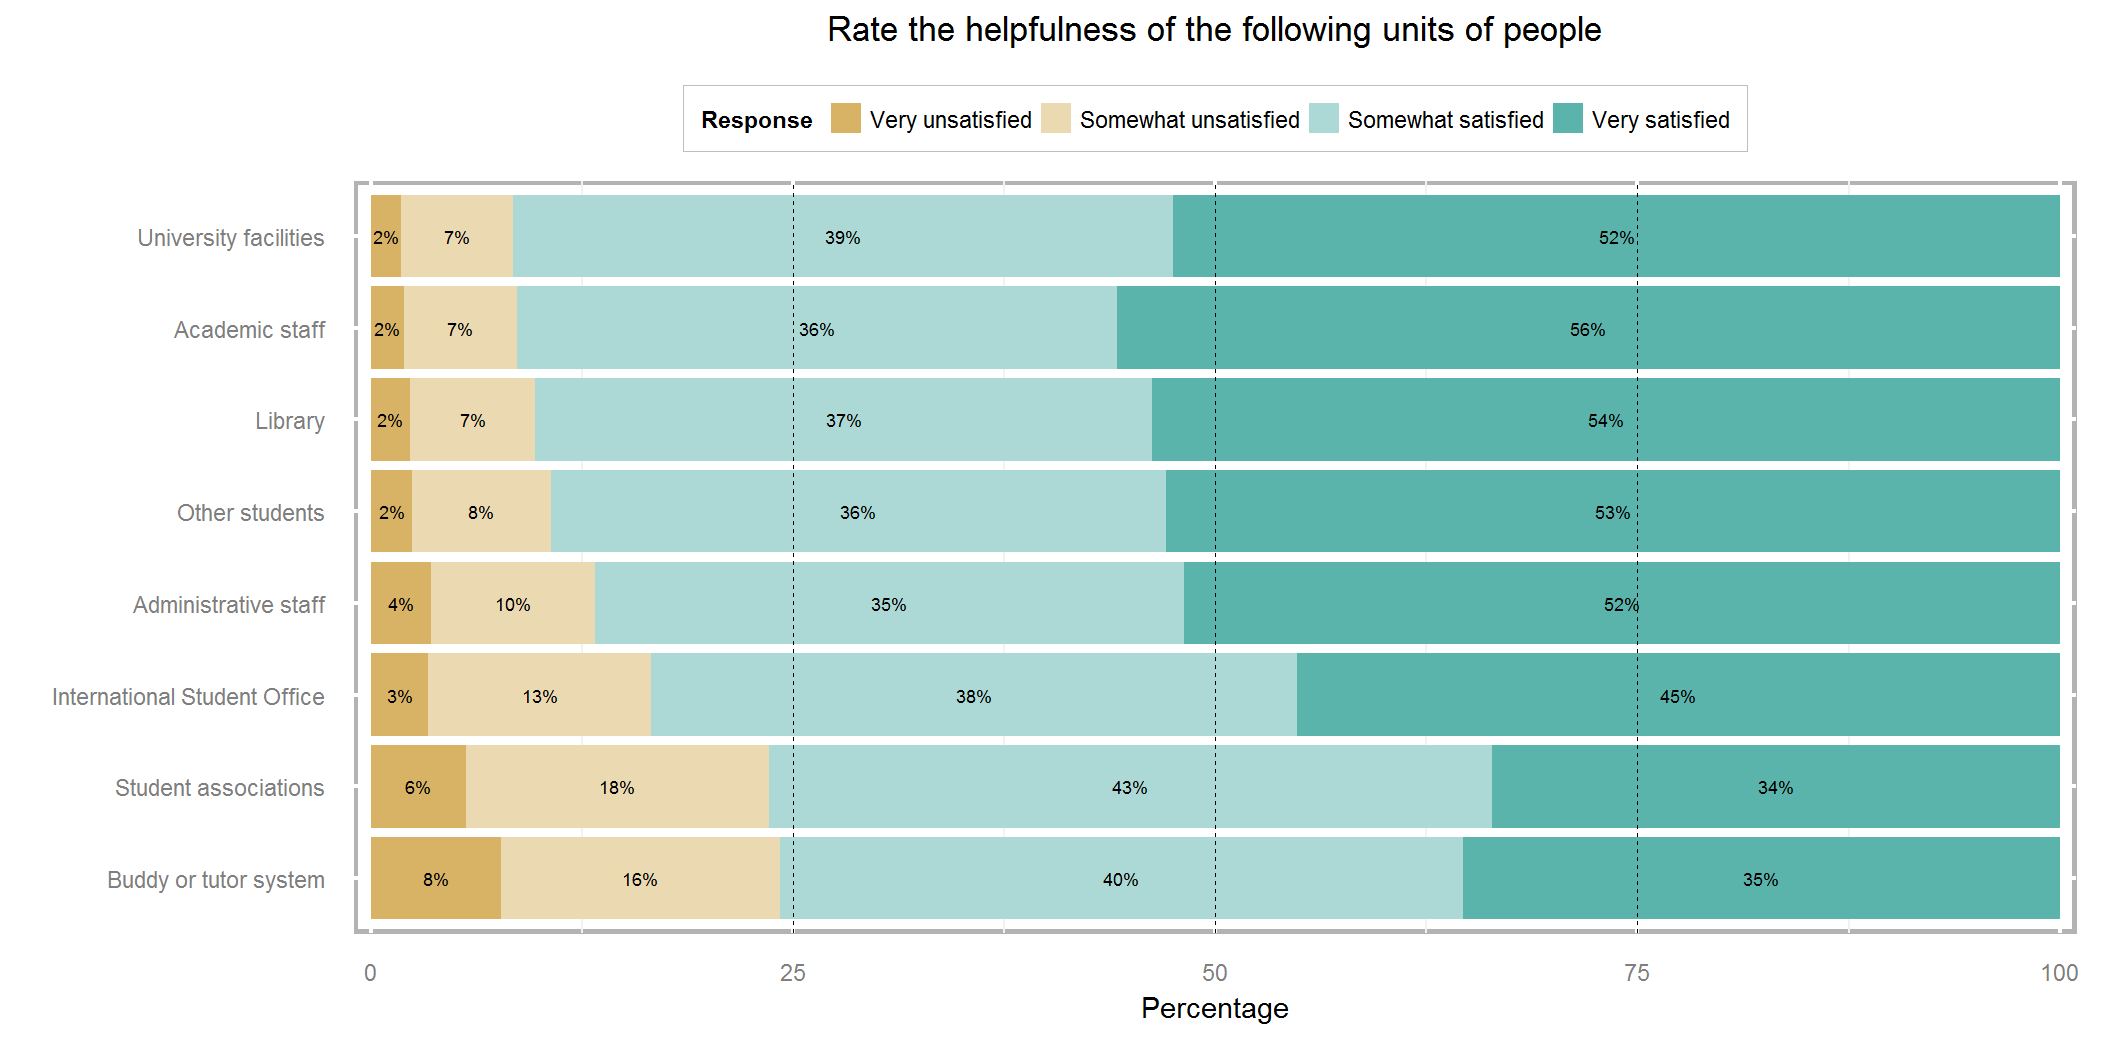 Rate the helpfulness of the following units of people
Response Very unsatisfied Somewhat unsatisfied Somewhat satisfied Very satisfied
University facilities 2% 7% 39% 52%
Academic staff 2% 7% 36% 56%
Library 2% 7% 37% 54%
Other students 2% 8% 36% 53%
Administrative staff 4% 10% 35% 52%
International Student Office 3% 13% 38% 45%
Student associations 6% 18% 43% 34%
Buddy or tutor system 8% 16% 40% 35%
0 25 50 75 100
Percentage